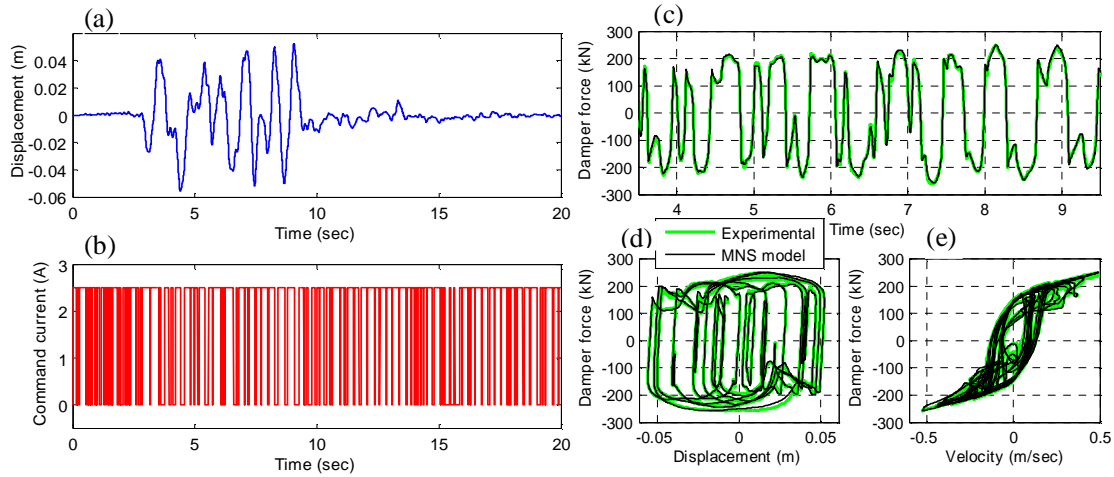 (a)
Displacement (m)
0.04
0.02
0
-0.02
-0.04
-0.06
0 5 10 15 20
Time (sec)
(b)
Command current (A)
3
2
1
0
0 5 10 15 20
Time (sec)
(c)
Damper force (kN)
300
200
100
0
-100
-200
-300
4 5 6 7 8 9
Time (sec)
Experimental
MNS model
(d)
Damper force (kN)
300
200
100
0
-100
-200
-300
-0.05 0 0.05
Displacement (m)
(e)
Damper force (kN)
300
200
100
0
-100
-200
-300
-0.5 0 0.5
Velocity (m/sec)